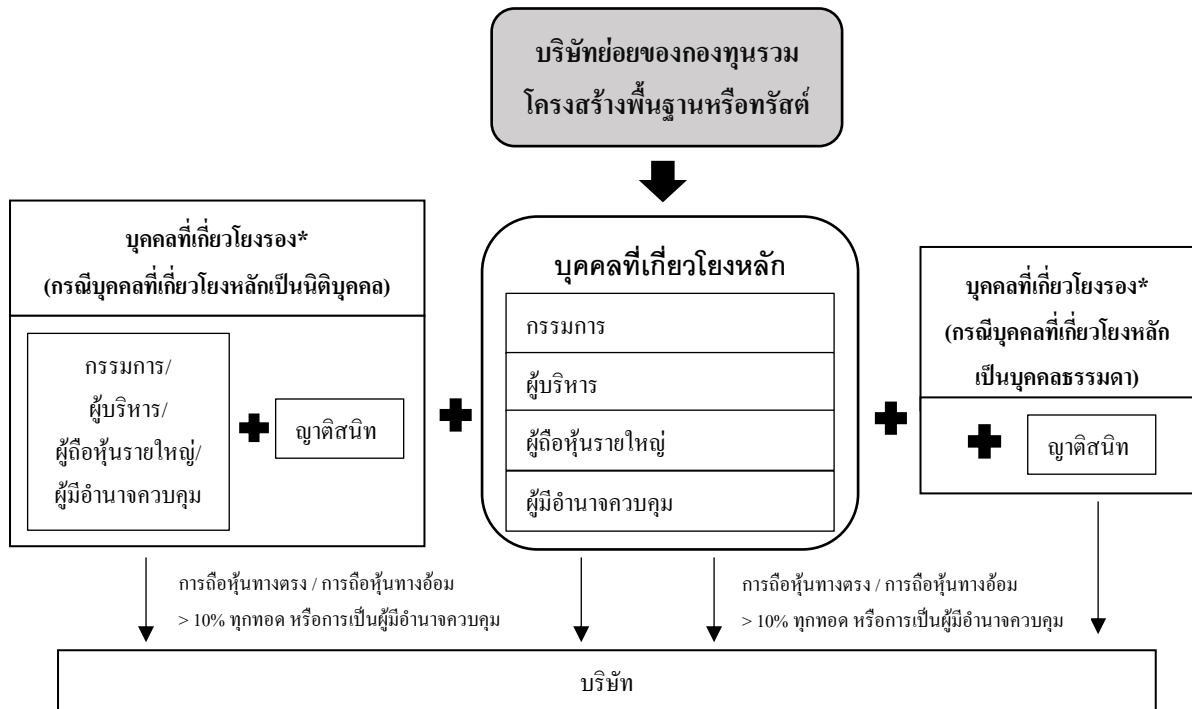 บริษัทย่อยของกองทุนรวม
โครงสร้างพื้นฐานหรือทรัสต์
บุคคลที่เกี่ยวโยงรอง*
(กรณีบุคคลที่เกี่ยวโยงหลักเป็นนิติบุคคล)
กรรมการ/
ผู้บริหาร/
ผู้ถือหุ้นรายใหญ่/
ผู้มีอำนาจควบคุม
ญาติสนิท
บุคคลที่เกี่ยวโยงหลัก
กรรมการ
ผู้บริหาร
ผู้ถือหุ้นรายใหญ่
ผู้มีอำนาจควบคุม
บุคคลที่เกี่ยวโยงรอง*
(กรณีบุคคลที่เกี่ยวโยงหลัก
เป็นบุคคลธรรมดา)
ญาติสนิท
การถือหุ้นทางตรง / การถือหุ้นทางอ้อม
> 10% ทุกทอด หรือการเป็นผู้มีอำนาจควบคุม
การถือหุ้นทางตรง / การถือหุ้นทางอ้อม
> 10% ทุกทอด หรือการเป็นผู้มีอำนาจควบคุม
บริษัท